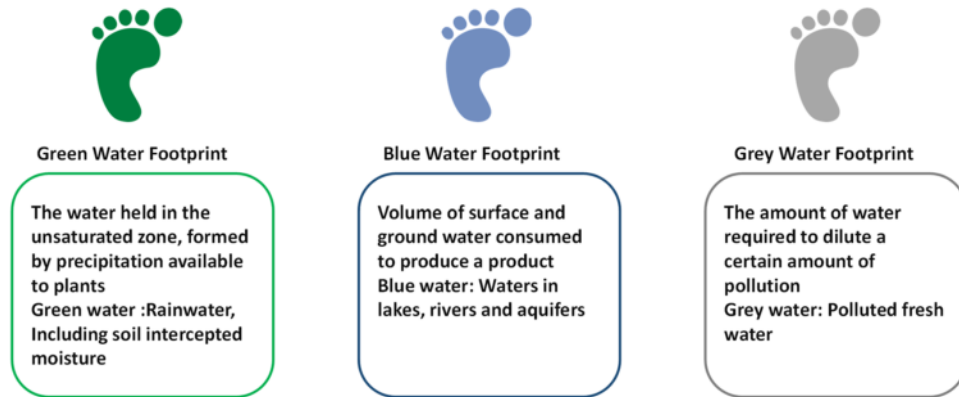 Green Water Footprint
The water held in the
unsaturated zone, formed
by precipitation available
to plants
Green water :Rainwater,
Including soil intercepted
moisture
Blue Water Footprint
Volume of surface and
ground water consumed
to produce a product
Blue water: Waters in
lakes, rivers and aquifers
Grey Water Footprint
The amount of water
required to dilute a
certain amount of
pollution
Grey water: Polluted fresh
water